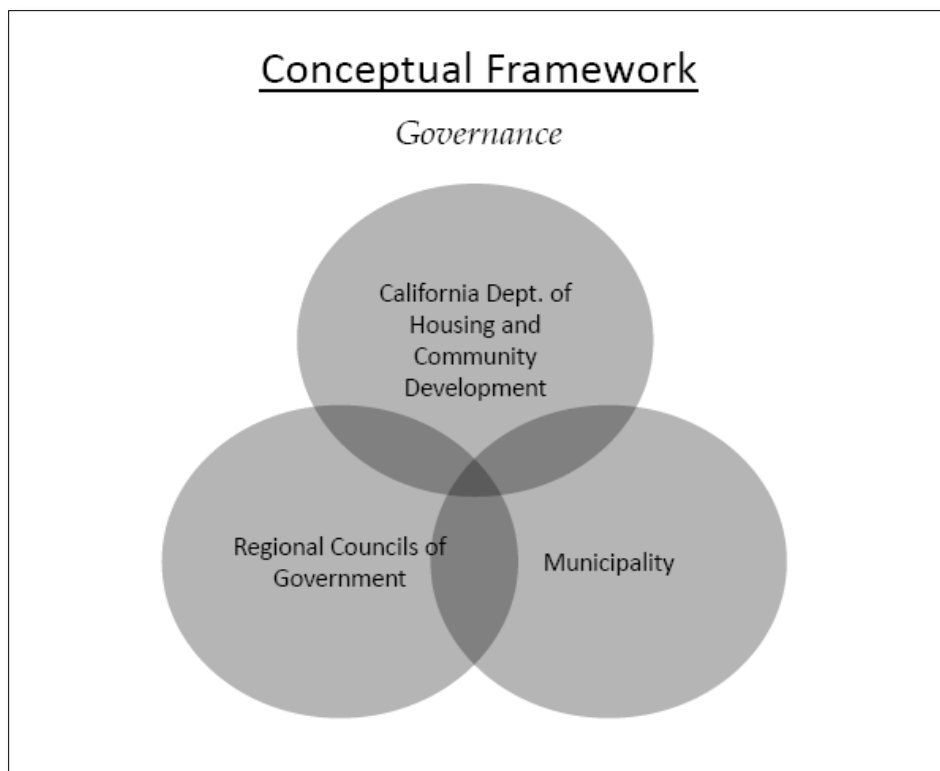 Conceptual Framework
Governance
California Dept. of
Housing and
Community
Development
Regional Councils of
Government
Municipality